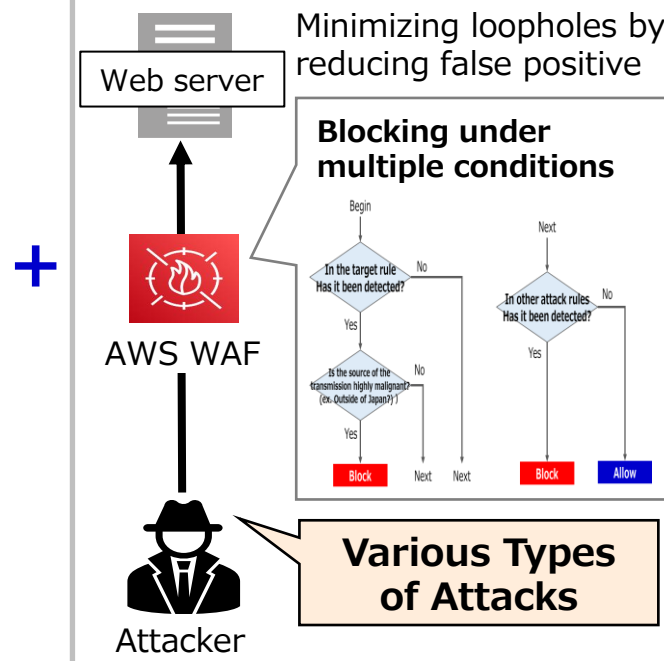 Minimizing loopholes by
reducing false positive
Web server
Blocking under
multiple conditions
Begin
In the target rule
Has it been detected?
No
Yes
Is the source of the
transmission highly malignant?
(ex. Outside of Japan?) )
No
Yes
Block
Next
Next
Next
In other attack rules
Has it been detected?
No
Yes
Block
Allow
+
AWS WAF
Various Types
of Attacks
Attacker